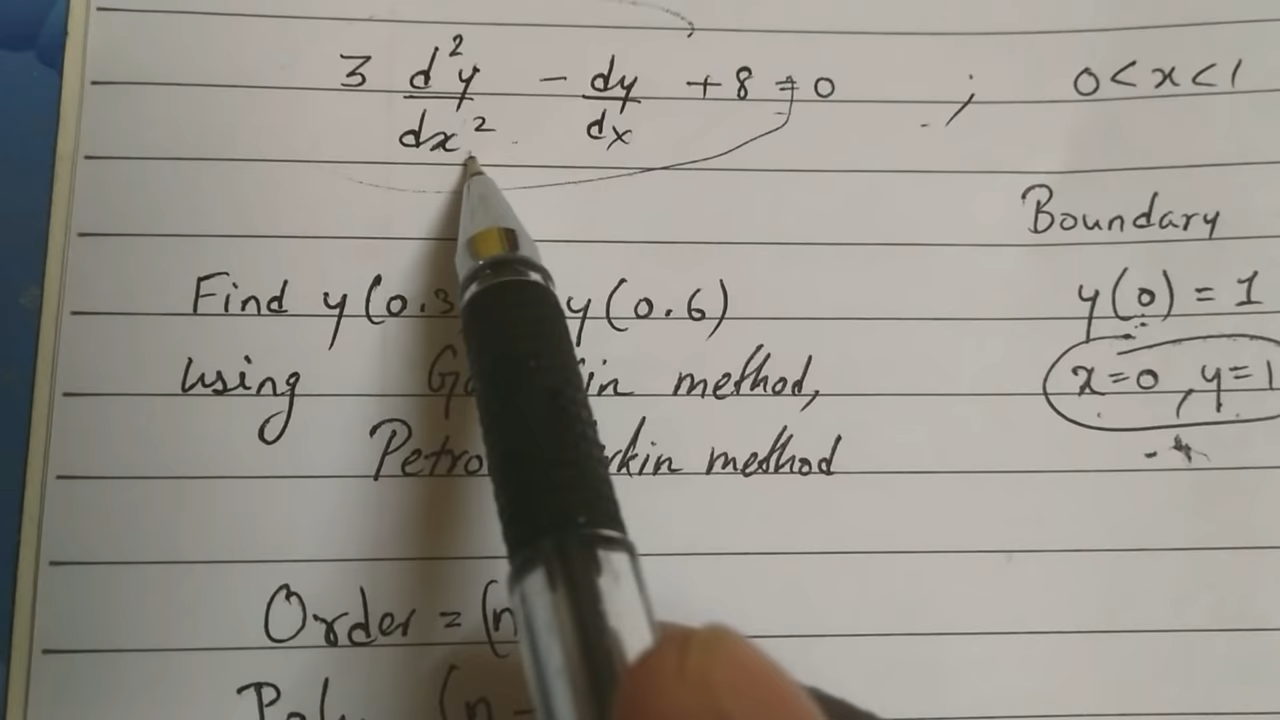 3 d²y/dx² - dy/dx + 8 = 0 ; 0 < x < 1
Boundary
Find y(0.3 y(0.6) y(0) = 1
using method, x=0, y=1
method
Order = (n
(n -